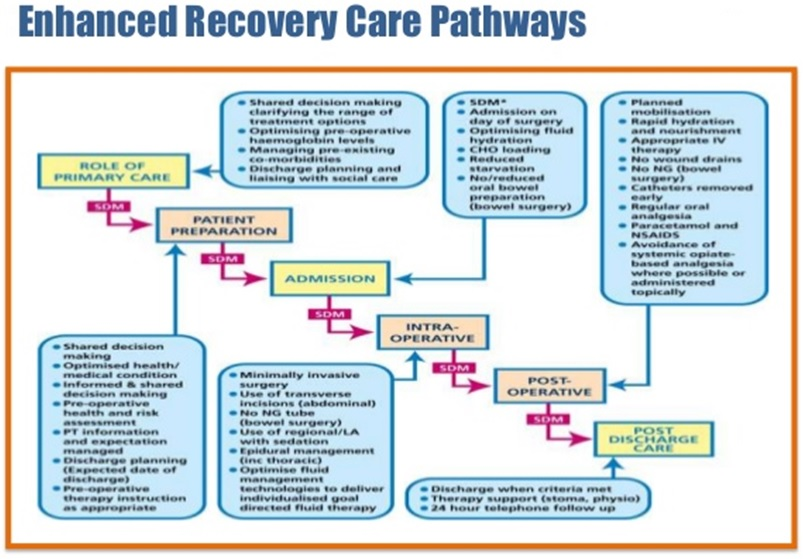 Enhanced Recovery Care Pathways
ROLE OF
PRIMARY CARE
• Shared decision making
clarifying the range of
treatment options
• Optimising pre-operative
haemoglobin levels
• Managing pre-existing
co-morbidities
• Discharge planning and
liaising with social care
SDM
PATIENT
PREPARATION
• Shared decision
making
• Optimised health/
medical condition
• Informed & shared
decision making
• Pre-operative
health and risk
assessment
• PT information
and expectation
managed
• Discharge planning
(Expected date of
discharge)
• Pre-operative
therapy instruction
as appropriate
SDM
ADMISSION
• SDM*
• Admission on
day of surgery
• Optimising fluid
hydration
• CHO loading
• Reduced
starvation
• No/reduced
oral bowel
preparation
(bowel surgery)
SDM
INTRA-
OPERATIVE
• Minimally invasive
surgery
• Use of transverse
incisions (abdominal)
• No NG tube
(bowel surgery)
• Use of regional/LA
with sedation
• Epidural management
(inc thoracic)
• Optimise fluid
management
technologies to deliver
individualised goal
directed fluid therapy
SDM
POST-
OPERATIVE
• Planned
mobilisation
• Rapid hydration
and nourishment
• Appropriate IV
therapy
• No wound drains
• No NG (bowel
surgery)
• Catheters removed
early
• Regular oral
analgesia
• Paracetamol and
NSAIDS
• Avoidance of
systemic opiate-
based analgesia
where possible or
administered
topically
SDM
POST
DISCHARGE
CARE
• Discharge when criteria met
• Therapy support (stoma, physio)
• 24 hour telephone follow up